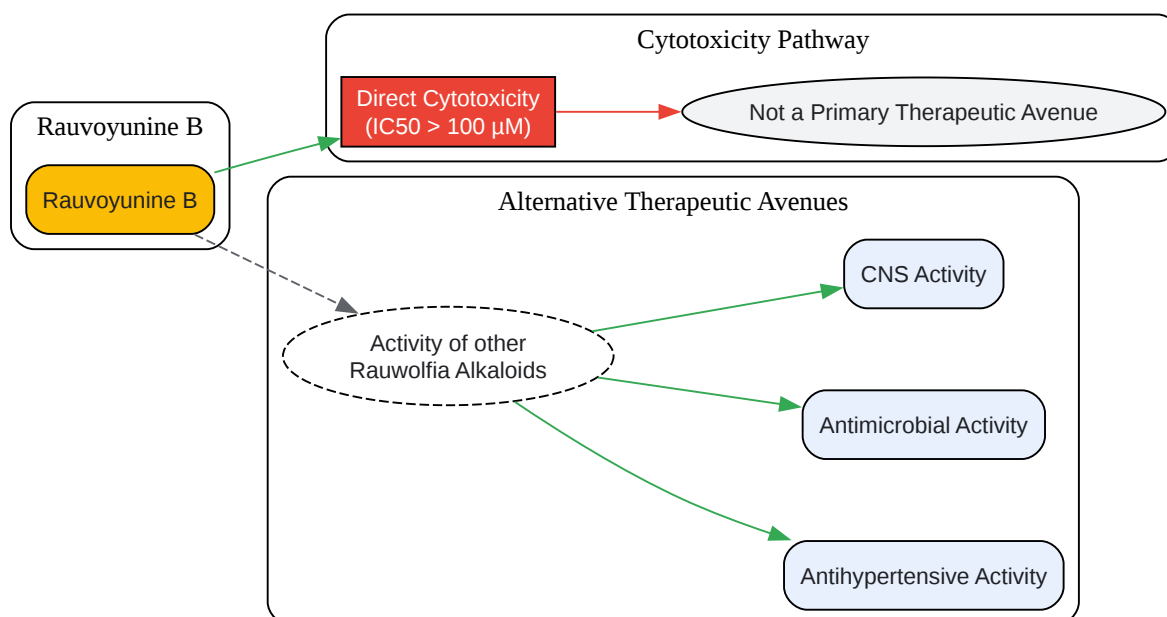 Cytotoxicity Pathway
Direct Cytotoxicity
(IC50 > 100 µM)
Not a Primary Therapeutic Avenue
Rauvoyunine B
Rauvoyunine B
Alternative Therapeutic Avenues
CNS Activity
Activity of other
Rauwolfia Alkaloids
Antimicrobial Activity
Antihypertensive Activity